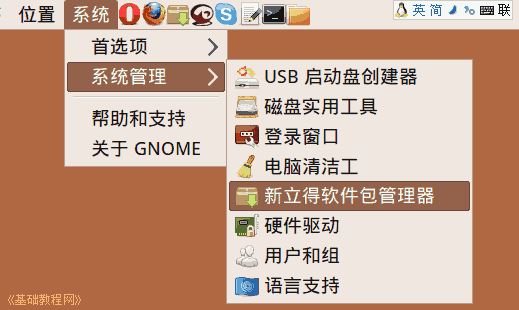 位置 系统
英 简 联
首选项
系统管理
帮助和支持
关于 GNOME
USB 启动盘创建器
磁盘实用工具
登录窗口
电脑清洁工
新立得软件包管理器
硬件驱动
用户和组
语言支持
《基础教程网》